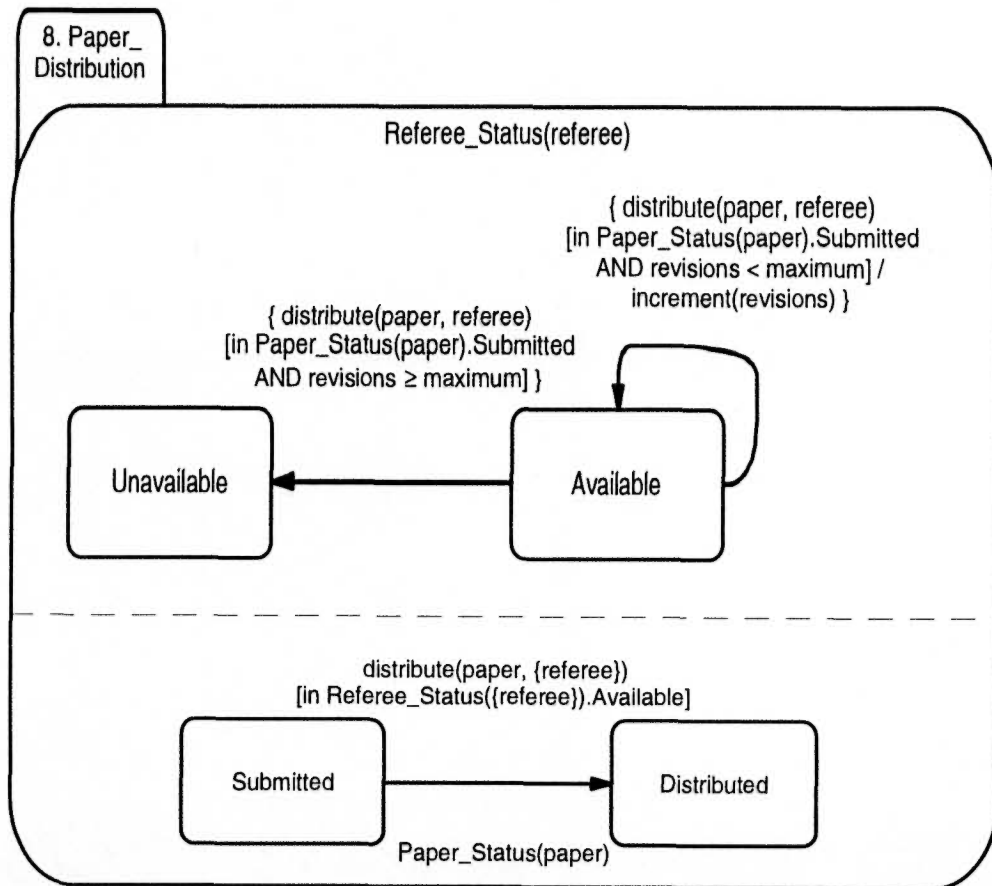 8. Paper_
Distribution
Referee_Status(referee)
{ distribute(paper, referee)
[in Paper_Status(paper).Submitted
AND revisions < maximum] /
increment(revisions) }
{ distribute(paper, referee)
[in Paper_Status(paper).Submitted
AND revisions ≥ maximum] }
Unavailable
Available
distribute(paper, {referee})
[in Referee_Status({referee}).Available]
Submitted
Distributed
Paper_Status(paper)